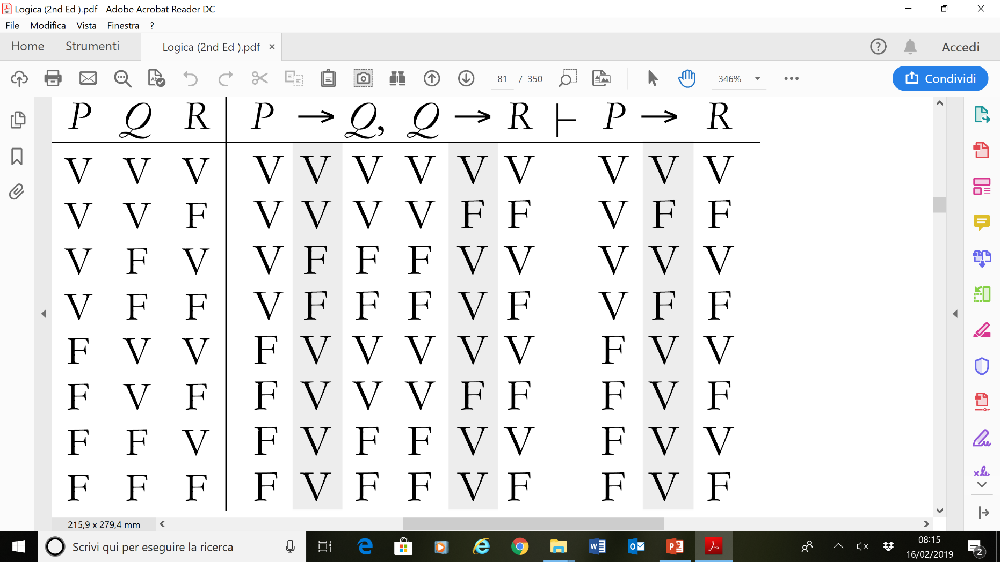 Logica (2nd Ed ).pdf - Adobe Acrobat Reader DC
File Modifica Vista Finestra ?
Home Strumenti Logica (2nd Ed ).pdf × ? Accedi
81 / 350 346% Condividi
P Q R P → Q, Q → R ⊢ P → R
V V V V V V V V V V V V
V V F V V V V F F V F F
V F V V F F F V V V V V
V F F V F F F V F V F F
F V V F V V V V V F V V
F V F F V V V F F F V F
F F V F V F F V V F V V
F F F F V F F V F F V F
215,9 x 279,4 mm
Scrivi qui per eseguire la ricerca
08:15
16/02/2019
2